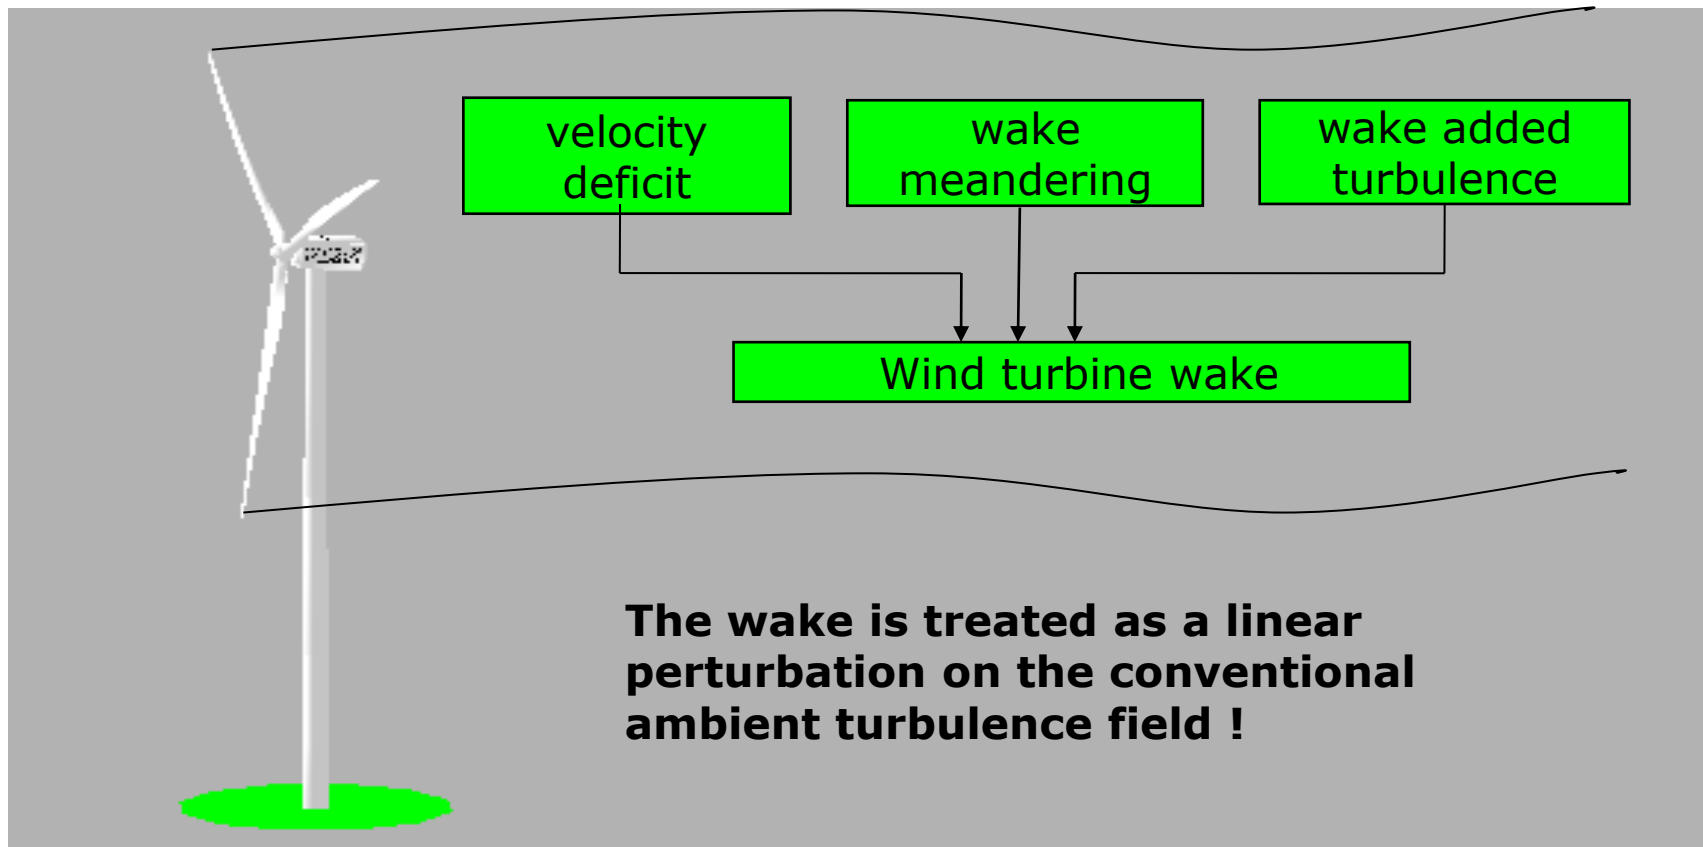 velocity
deficit
wake
meandering
wake added
turbulence
Wind turbine wake
The wake is treated as a linear
perturbation on the conventional
ambient turbulence field !